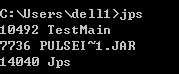 C:\Users\dell1>jps
10492 TestMain
7736 PULSEI~1.JAR
14040 Jps